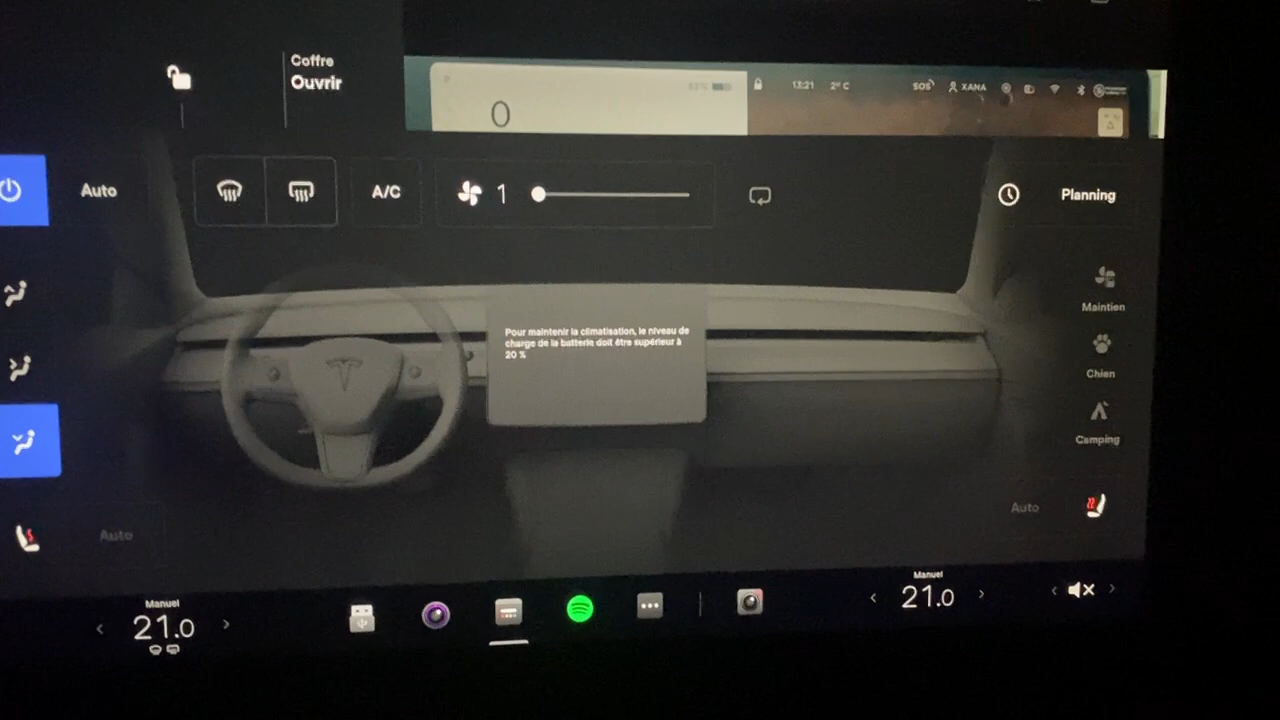 Coffre
Ouvrir
P
0
13:21
2° C
SOS
XANA
Auto
A/C
1
Planning
Pour maintenir la climatisation, le niveau de
charge de la batterie doit être supérieur à
20 %
Maintien
Chien
Camping
Auto
Auto
Manuel
21.0
Manuel
21.0